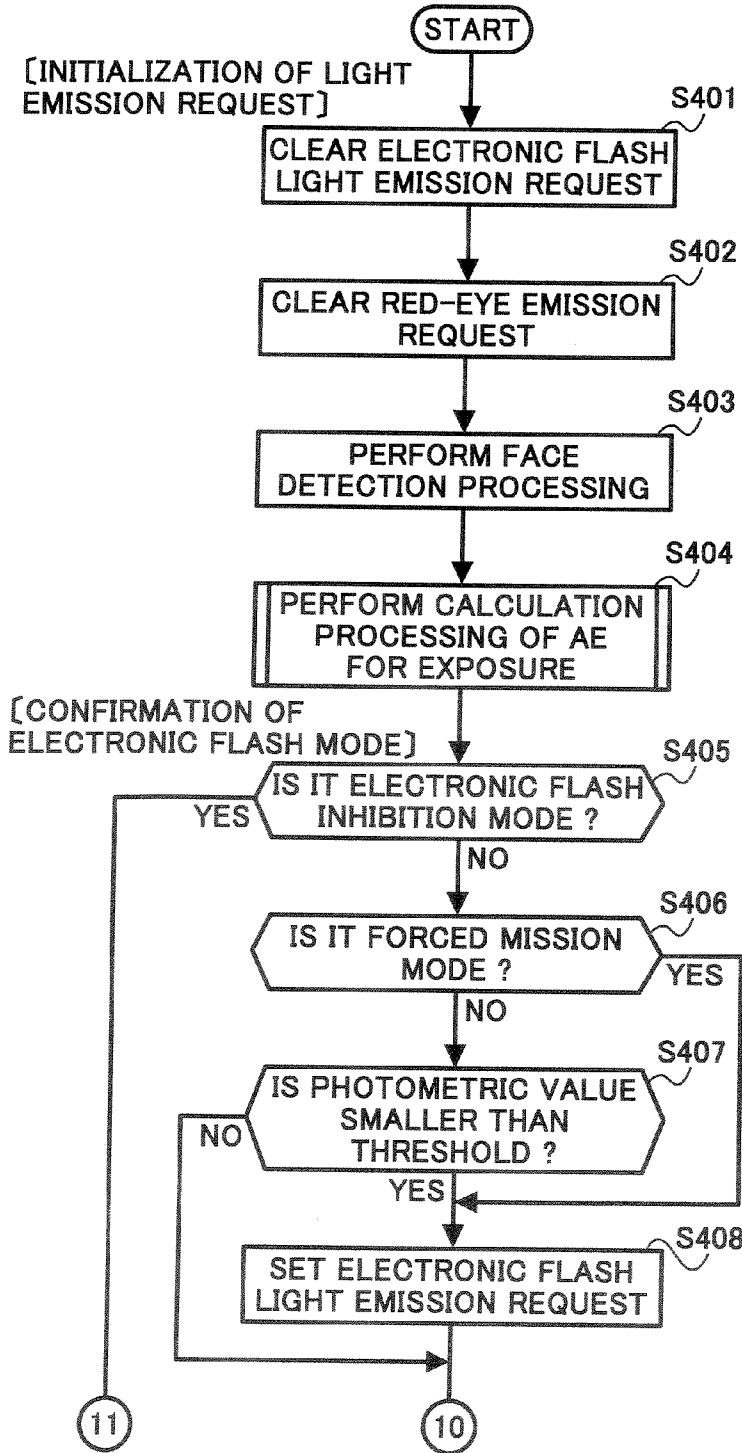 START
[INITIALIZATION OF LIGHT
EMISSION REQUEST]
S401
CLEAR ELECTRONIC FLASH
LIGHT EMISSION REQUEST
S402
CLEAR RED-EYE EMISSION
REQUEST
S403
PERFORM FACE
DETECTION PROCESSING
S404
PERFORM CALCULATION
PROCESSING OF AE
FOR EXPOSURE
[CONFIRMATION OF
ELECTRONIC FLASH MODE]
S405
IS IT ELECTRONIC FLASH
INHIBITION MODE ?
YES
NO
S406
IS IT FORCED MISSION
MODE ?
YES
NO
S407
IS PHOTOMETRIC VALUE
SMALLER THAN
THRESHOLD ?
NO
YES
S408
SET ELECTRONIC FLASH
LIGHT EMISSION REQUEST
11
10